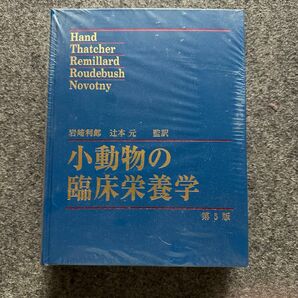 Hand
Thatcher
Remillard
Roudebush
Novotny
岩﨑利郎 辻本 元 監訳
小動物の
臨床栄養学
第5版